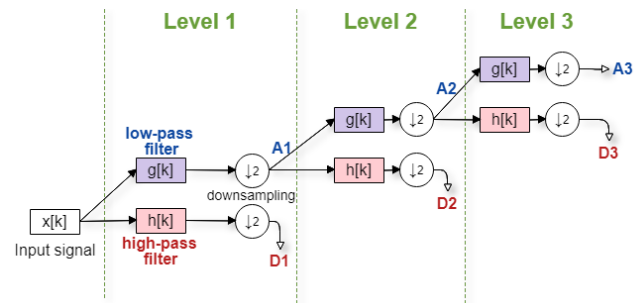 Level 1
Level 2
Level 3
g[k]
↓2
A3
A2
g[k]
↓2
h[k]
↓2
low-pass
filter
A1
D3
g[k]
↓2
h[k]
↓2
downsampling
D2
x[k]
h[k]
↓2
Input signal
high-pass
filter
D1